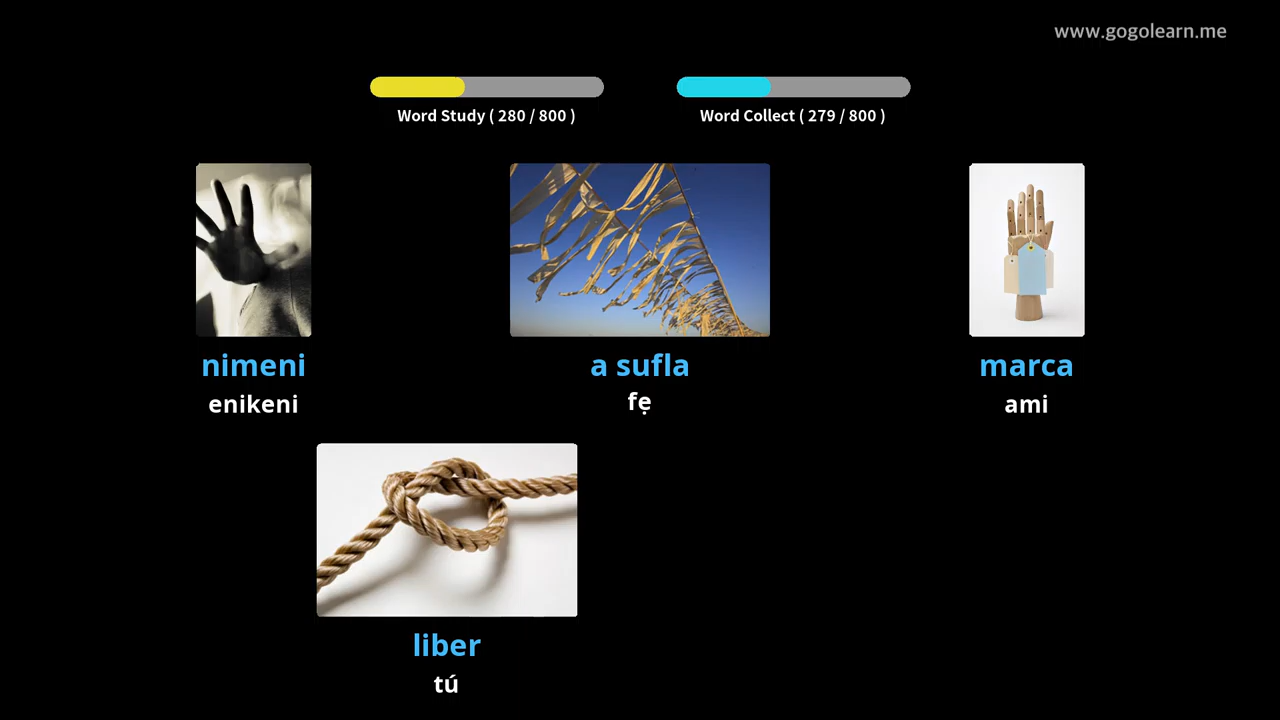 www.gogolearn.me
Word Study ( 280 / 800 )
Word Collect ( 279 / 800 )
nimeni
enikeni
a sufla
fẹ
marca
ami
liber
tú